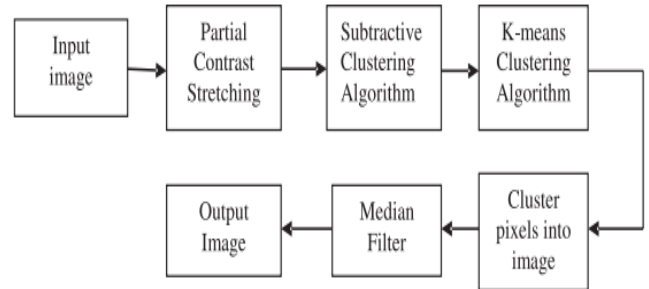 Input
image
Partial
Contrast
Stretching
Subtractive
Clustering
Algorithm
K-means
Clustering
Algorithm
Cluster
pixels into
image
Median
Filter
Output
Image